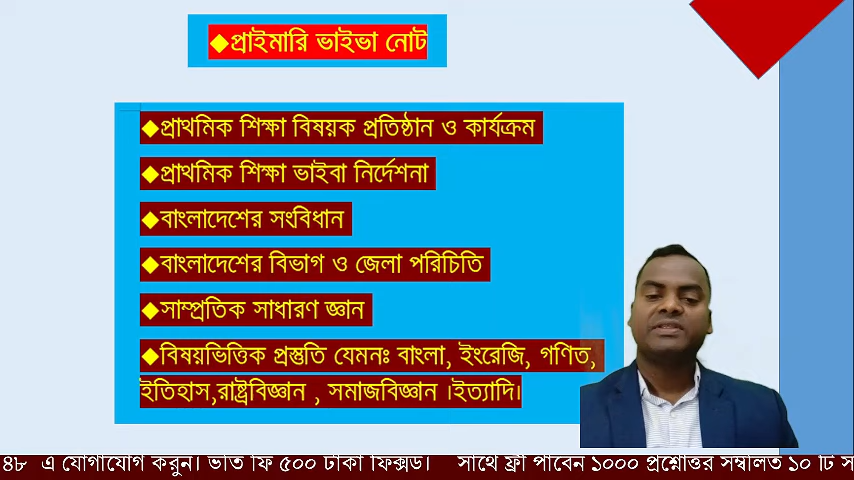 ◆প্রাইমারি ভাইভা নোট
◆প্রাথমিক শিক্ষা বিষয়ক প্রতিষ্ঠান ও কার্যক্রম
◆প্রাথমিক শিক্ষা ভাইবা নির্দেশনা
◆বাংলাদেশের সংবিধান
◆বাংলাদেশের বিভাগ ও জেলা পরিচিতি
◆সাম্প্রতিক সাধারণ জ্ঞান
◆বিষয়ভিত্তিক প্রস্তুতি যেমনঃ বাংলা, ইংরেজি, গণিত,
ইতিহাস,রাষ্ট্রবিজ্ঞান , সমাজবিজ্ঞান ।ইত্যাদি।
৪৮ এ যোগাযোগ করুন। ভর্তি ফি ৫০০ টাকা ফিক্সড। সাথে ফ্রী পাবেন ১০০০ প্রশ্নোত্তর সম্বলিত ১০ টি